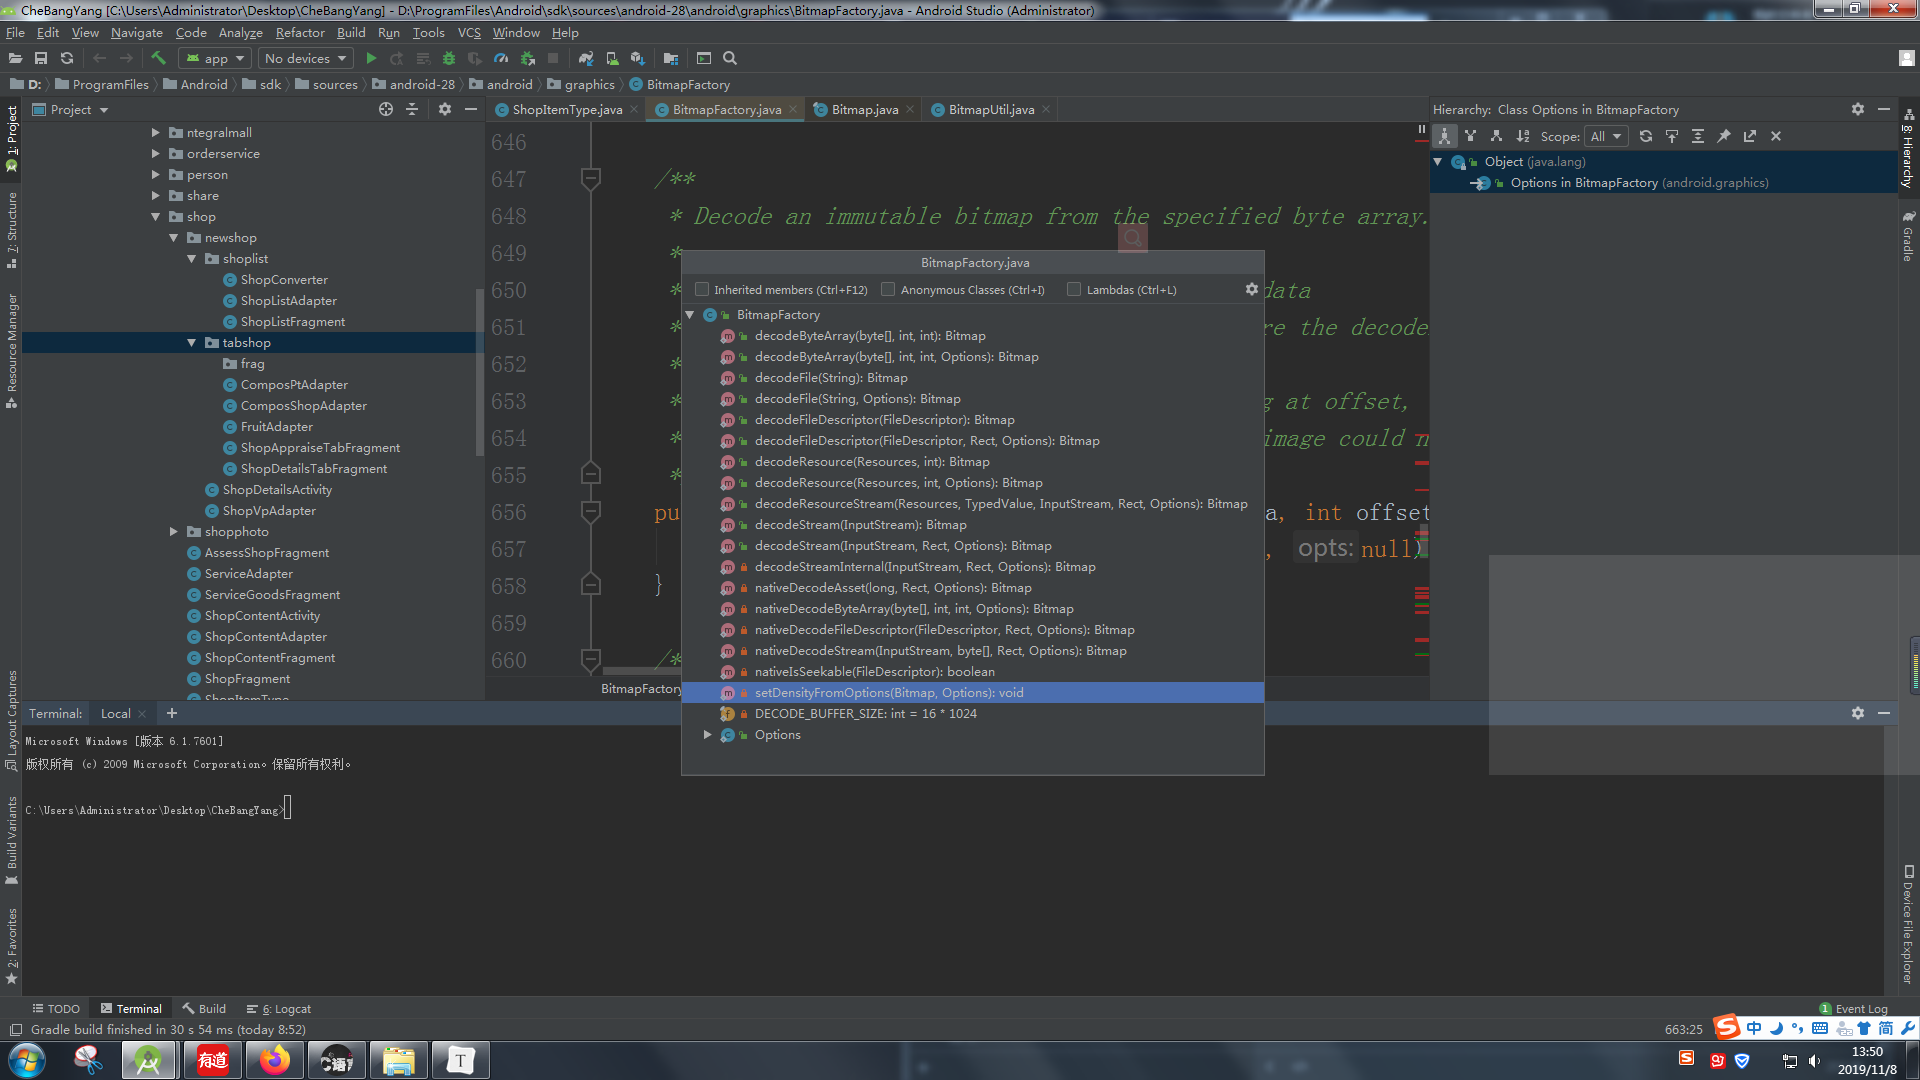 CheBangYang [C:\Users\Administrator\Desktop\CheBangYang] - D:\ProgramFiles\Android\sdk\sources\android-28\android\graphics\BitmapFactory.java - Android Studio (Administrator)
File Edit View Navigate Code Analyze Refactor Build Run Tools VCS Window Help
app No devices
D: ProgramFiles Android sdk sources android-28 android graphics BitmapFactory
1: Project
7: Structure
Resource Manager
Layout Captures
Build Variants
2: Favorites
Project
ntegralmall
orderservice
person
share
shop
newshop
shoplist
ShopConverter
ShopListAdapter
ShopListFragment
tabshop
frag
ComposPtAdapter
ComposShopAdapter
FruitAdapter
ShopAppraiseTabFragment
ShopDetailsTabFragment
ShopDetailsActivity
ShopVpAdapter
shopphoto
AssessShopFragment
ServiceAdapter
ServiceGoodsFragment
ShopContentActivity
ShopContentAdapter
ShopContentFragment
ShopFragment
ShopItemType
ShopItemType.java BitmapFactory.java Bitmap.java BitmapUtil.java
646
647 /**
648 * Decode an immutable bitmap from the specified byte array.
649 *
650 * data
651 * re the decode
652 *
653 * g at offset,
654 * image could n
655 *
656 pu a, int offset
657 , opts: null)
658 }
659
660 /*
BitmapFactory
BitmapFactory.java
Inherited members (Ctrl+F12) Anonymous Classes (Ctrl+I) Lambdas (Ctrl+L)
BitmapFactory
decodeByteArray(byte[], int, int): Bitmap
decodeByteArray(byte[], int, int, Options): Bitmap
decodeFile(String): Bitmap
decodeFile(String, Options): Bitmap
decodeFileDescriptor(FileDescriptor): Bitmap
decodeFileDescriptor(FileDescriptor, Rect, Options): Bitmap
decodeResource(Resources, int): Bitmap
decodeResource(Resources, int, Options): Bitmap
decodeResourceStream(Resources, TypedValue, InputStream, Rect, Options): Bitmap
decodeStream(InputStream): Bitmap
decodeStream(InputStream, Rect, Options): Bitmap
decodeStreamInternal(InputStream, Rect, Options): Bitmap
nativeDecodeAsset(long, Rect, Options): Bitmap
nativeDecodeByteArray(byte[], int, int, Options): Bitmap
nativeDecodeFileDescriptor(FileDescriptor, Rect, Options): Bitmap
nativeDecodeStream(InputStream, byte[], Rect, Options): Bitmap
nativeIsSeekable(FileDescriptor): boolean
setDensityFromOptions(Bitmap, Options): void
DECODE_BUFFER_SIZE: int = 16 * 1024
Options
Hierarchy: Class Options in BitmapFactory
Scope: All
Object (java.lang)
Options in BitmapFactory (android.graphics)
8: Hierarchy
Gradle
Device File Explorer
Terminal: Local
Microsoft Windows [版本 6.1.7601]
版权所有 (c) 2009 Microsoft Corporation。保留所有权利。
C:\Users\Administrator\Desktop\CheBangYang>
TODO Terminal Build 6: Logcat
1 Event Log
Gradle build finished in 30 s 54 ms (today 8:52)
663:25
中 简
有道
C语言
T
13:50
2019/11/8